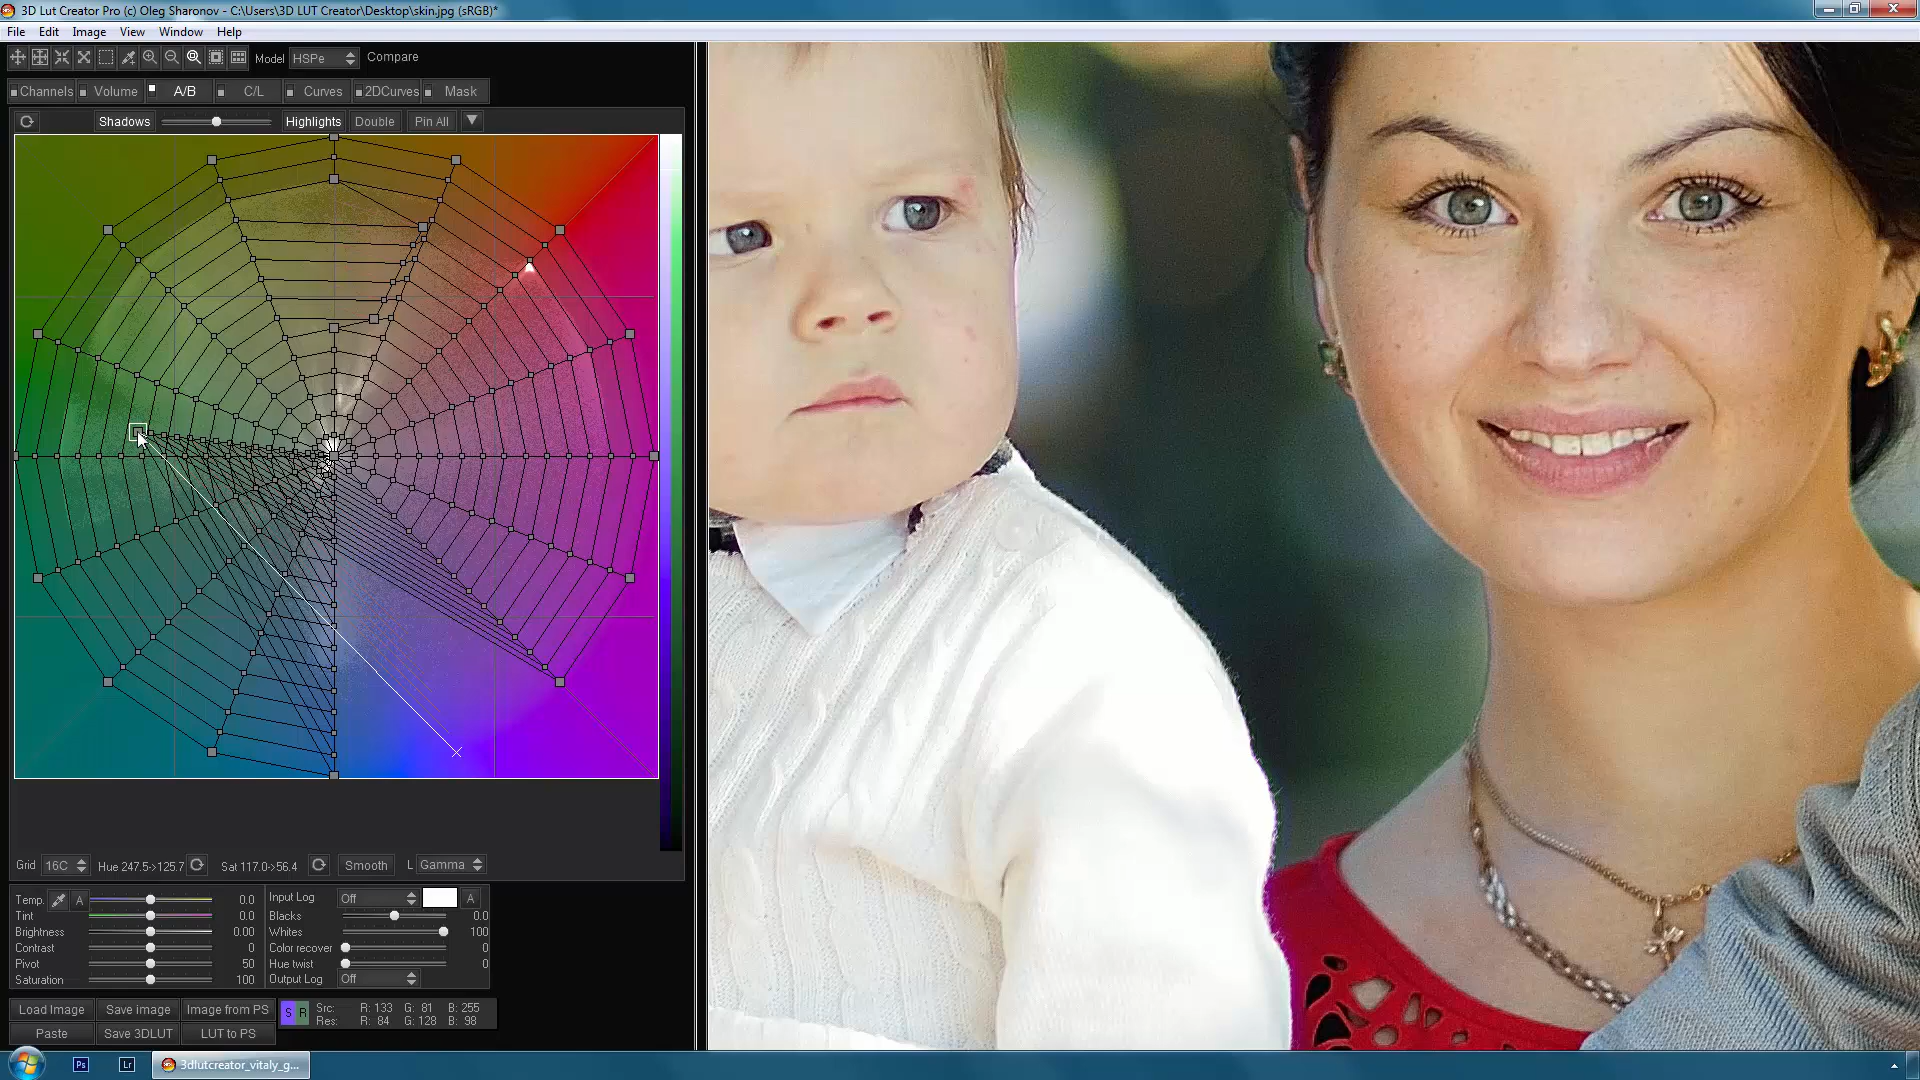 3D Lut Creator Pro (c) Oleg Sharonov - C:\Users\3D LUT Creator\Desktop\skin.jpg (sRGB)*
File Edit Image View Window Help
Model HSPe Compare
Channels Volume A/B C/L Curves 2DCurves Mask
Shadows Highlights Double Pin All
Grid 16C Hue 247.5->125.7 Sat 117.0->56.4 Smooth L Gamma
Temp. A 0.0 Input Log Off A
Tint 0.0 Blacks 0.0
Brightness 0.00 Whites 100
Contrast 0 Color recover 0
Pivot 50 Hue twist 0
Saturation 100 Output Log Off
Load Image Save image Image from PS S R Src: R: 133 G: 81 B: 255
Paste Save 3DLUT LUT to PS Res: R: 84 G: 128 B: 98
Ps Lr 3dlutcreator_vitaly_g...